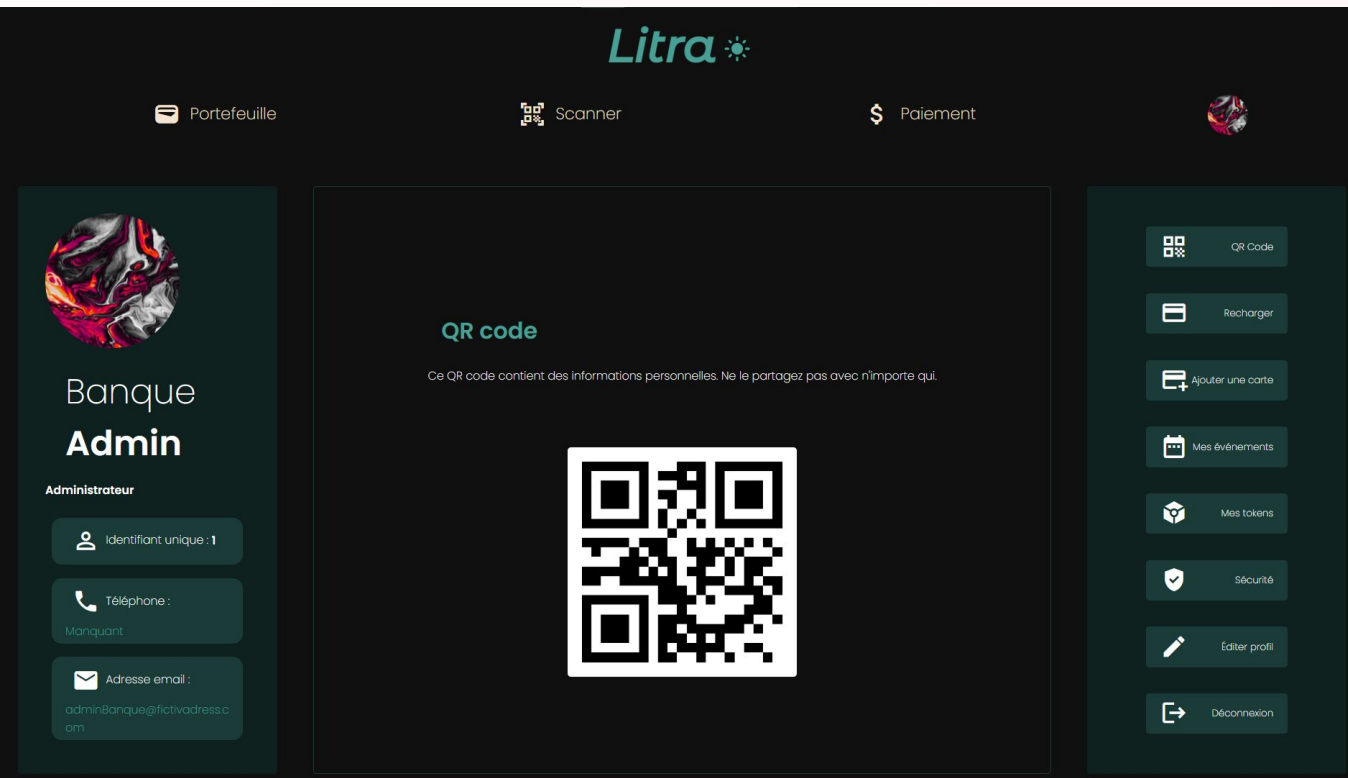 Litra
Portefeuille
Scanner
Paiement
Banque
Admin
Administrateur
Identifiant unique : 1
Téléphone :
Manquant
Adresse email :
adminBanque@fictivadress.c
om
QR code
Ce QR code contient des informations personnelles. Ne le partagez pas avec n'importe qui.
QR Code
Recharger
Ajouter une carte
Mes événements
Mes tokens
Sécurité
Éditer profil
Déconnexion